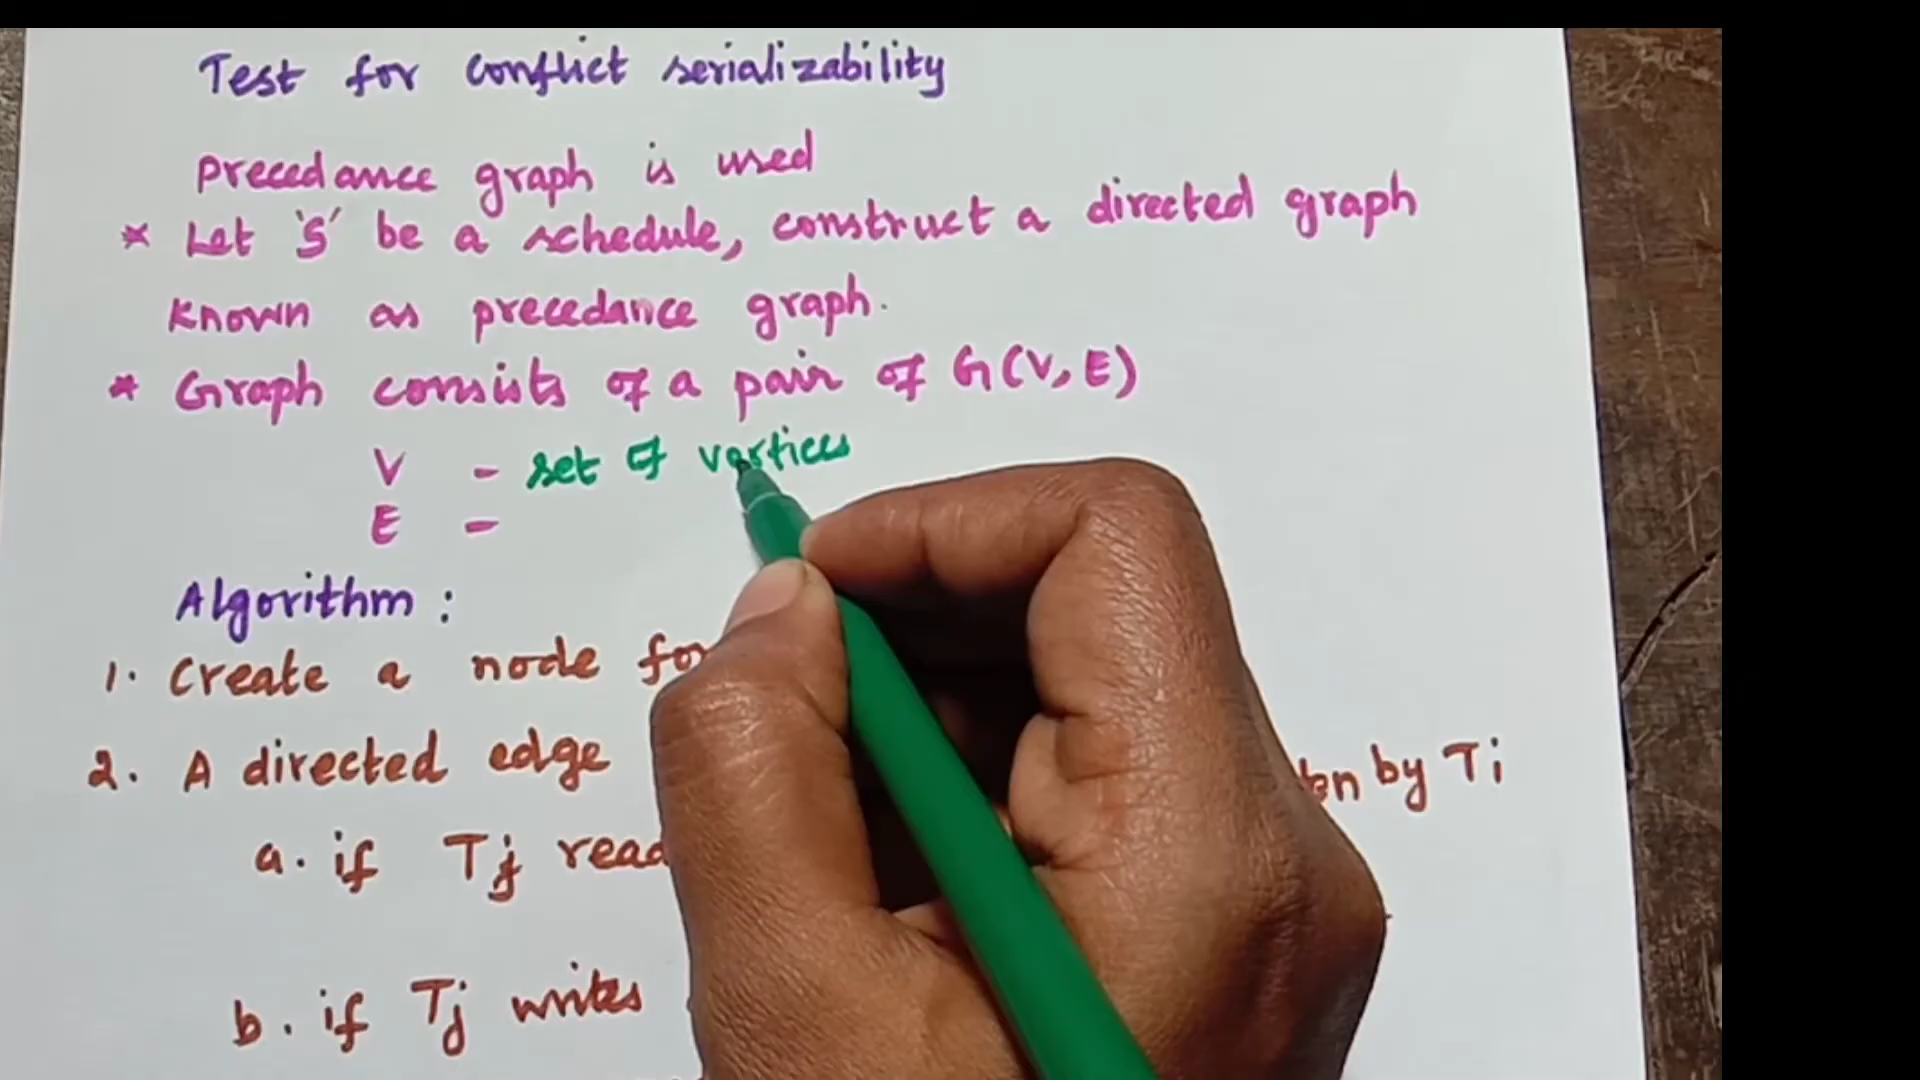 Test for conflict serializability
precedance graph is used
* Let 'S' be a schedule, construct a directed graph
known as precedance graph.
* Graph consists of a pair of G(V, E)
V - set of vertices
E -
Algorithm :
1. Create a node for
2. A directed edge by Ti
a. if Tj read
b. if Tj writes